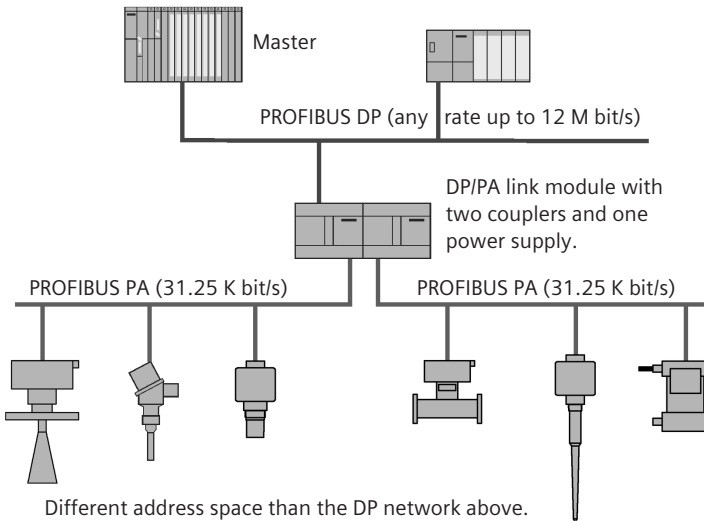 Master
PROFIBUS DP (any rate up to 12 M bit/s)
DP/PA link module with
two couplers and one
power supply.
PROFIBUS PA (31.25 K bit/s)
PROFIBUS PA (31.25 K bit/s)
Different address space than the DP network above.